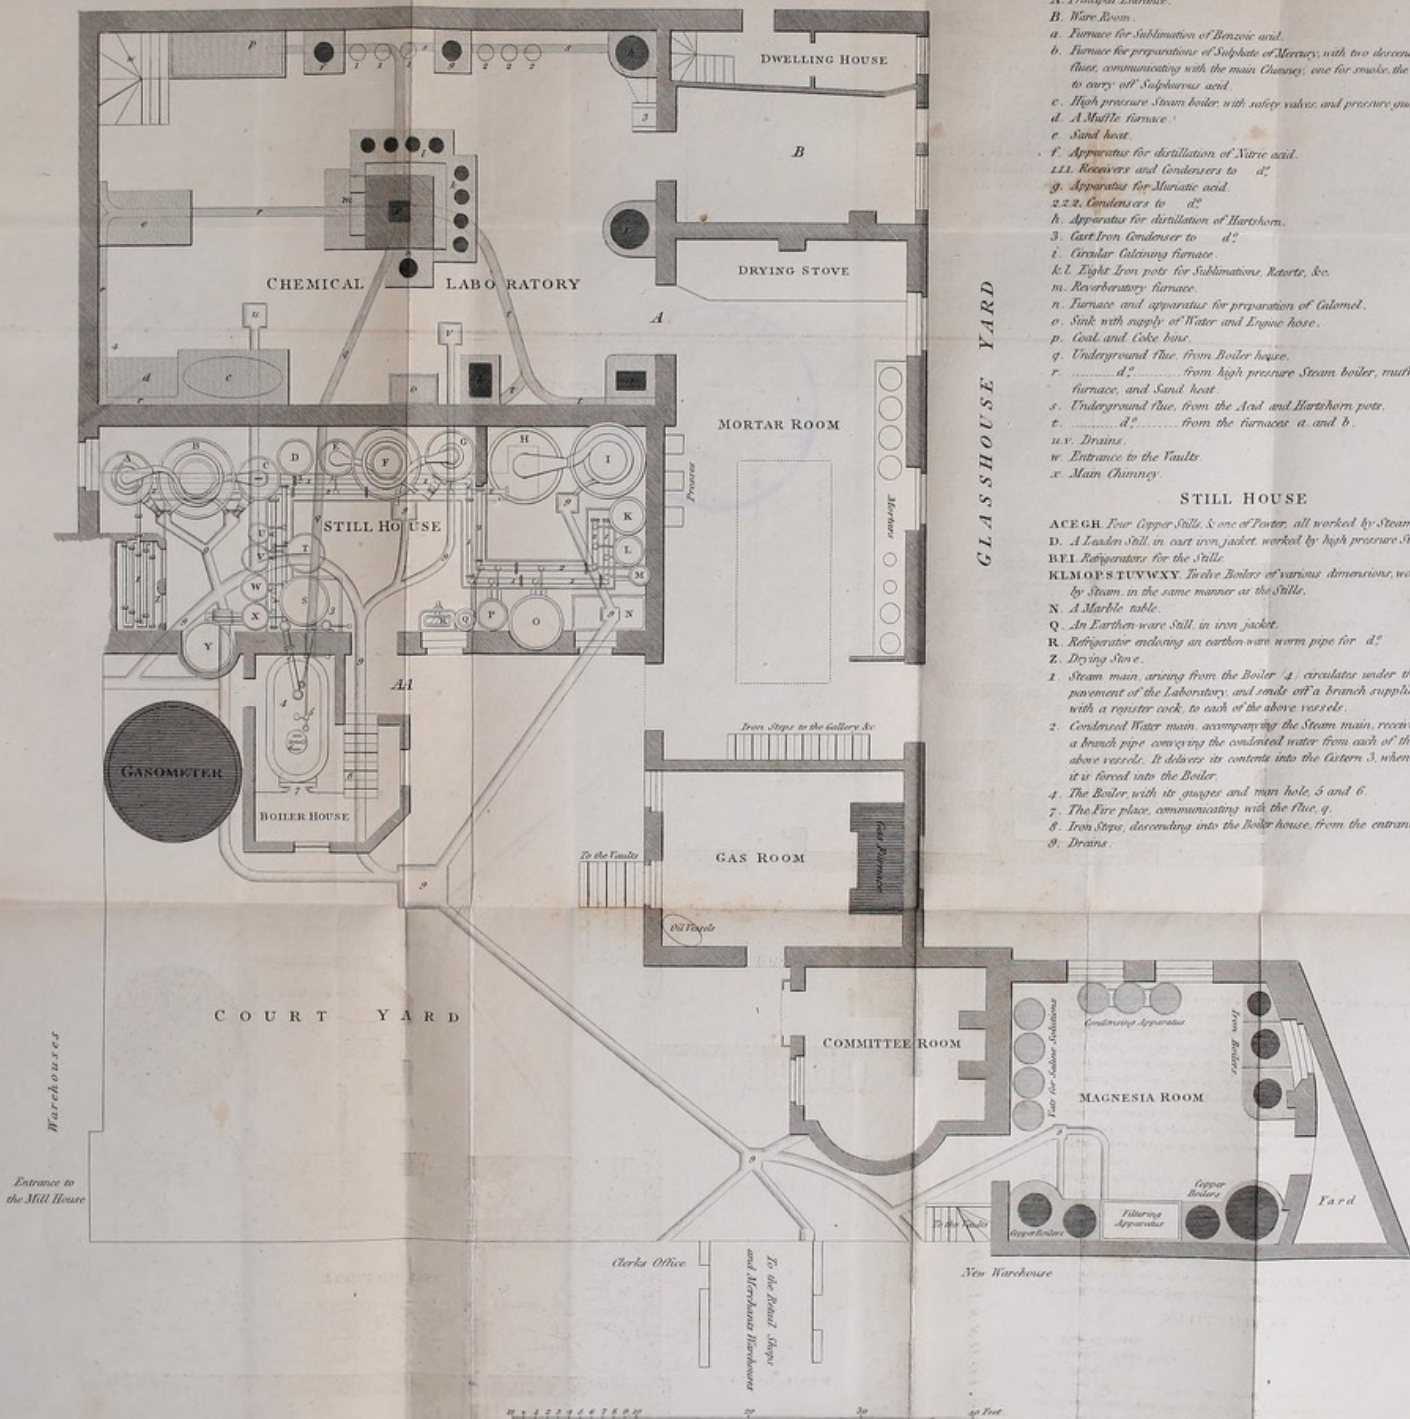 A. Principal Entrance.
B. Ware Room.
a. Furnace for Sublimation of Benzoic acid.
b. Furnace for preparations of Sulphate of Mercury, with two
flues, communicating with the main Chimney, one for smoke, the
to carry off Sulphurous acid.
c. High pressure Steam boiler, with safety valves, and pressure
d. A Muffle furnace.
e. Sand heat.
f. Apparatus for distillation of Nitric acid.
1.1.1. Receivers and Condensers to do.
g. Apparatus for Muriatic acid.
2.2.2. Condensers to do.
h. Apparatus for distillation of Hartshorn.
3. Cast Iron Condenser to do.
i. Circular Calcining furnace.
k.l. Eight Iron pots for Sublimations, Retorts, &c.
m. Reverberatory furnace.
n. Furnace and apparatus for preparation of Calomel.
o. Sink with supply of Water and Engine hose.
p. Coal and Coke bins.
q. Underground flue, from Boiler house.
r. ............do.............from high pressure Steam boiler,
furnace, and Sand heat.
s. Underground flue, from the Acid and Hartshorn pots.
t. ............do.............from the furnaces a. and b.
u.v. Drains.
w. Entrance to the Vaults.
x. Main Chimney.
STILL HOUSE
A C E G H. Four Copper Stills, & one of Pewter, all worked by Steam
D. A Leaden Still, in cast iron jacket, worked by high pressure
B F I. Refrigerators for the Stills.
K L M O P S T U V W X Y. Twelve Boilers of various dimensions,
by Steam, in the same manner as the Stills.
N. A Marble table.
Q. An Earthen-ware Still, in iron jacket.
R. Refrigerator enclosing an earthen-ware worm pipe for do.
Z. Drying Stove.
1. Steam main, arising from the Boiler (4) circulates under
pavement of the Laboratory, and sends off a branch
with a register cock, to each of the above vessels.
2. Condensed Water main, accompanying the Steam main,
a branch pipe conveying the condensed water from each of
above vessels. It delivers its contents into the Cistern 3,
it is forced into the Boiler.
4. The Boiler, with its guages and man hole, 5 and 6.
7. The Fire place, communicating with the flue, q.
8. Iron Steps, descending into the Boiler house, from the
9. Drains.
DWELLING HOUSE
B
CHEMICAL LABORATORY
A
DRYING STOVE
MORTAR ROOM
GLASSHOUSE YARD
Presses
Mortars
STILL HOUSE
AA
Iron Steps to the Gallery &c.
GASOMETER
BOILER HOUSE
GAS ROOM
Gas Furnace
To the Vaults
Oil Vessels
COURT YARD
COMMITTEE ROOM
Vats for Saline Solutions
Condensing Apparatus
Iron Boilers
MAGNESIA ROOM
Warehouses
Entrance to
the Mill House
Copper Boilers
Filtering
Apparatus
Copper
Boilers
Yard
To the Vaults
Clerks Office
To the Retail Shops
and Merchants Warehouses
New Warehouse
20 30 40 Feet